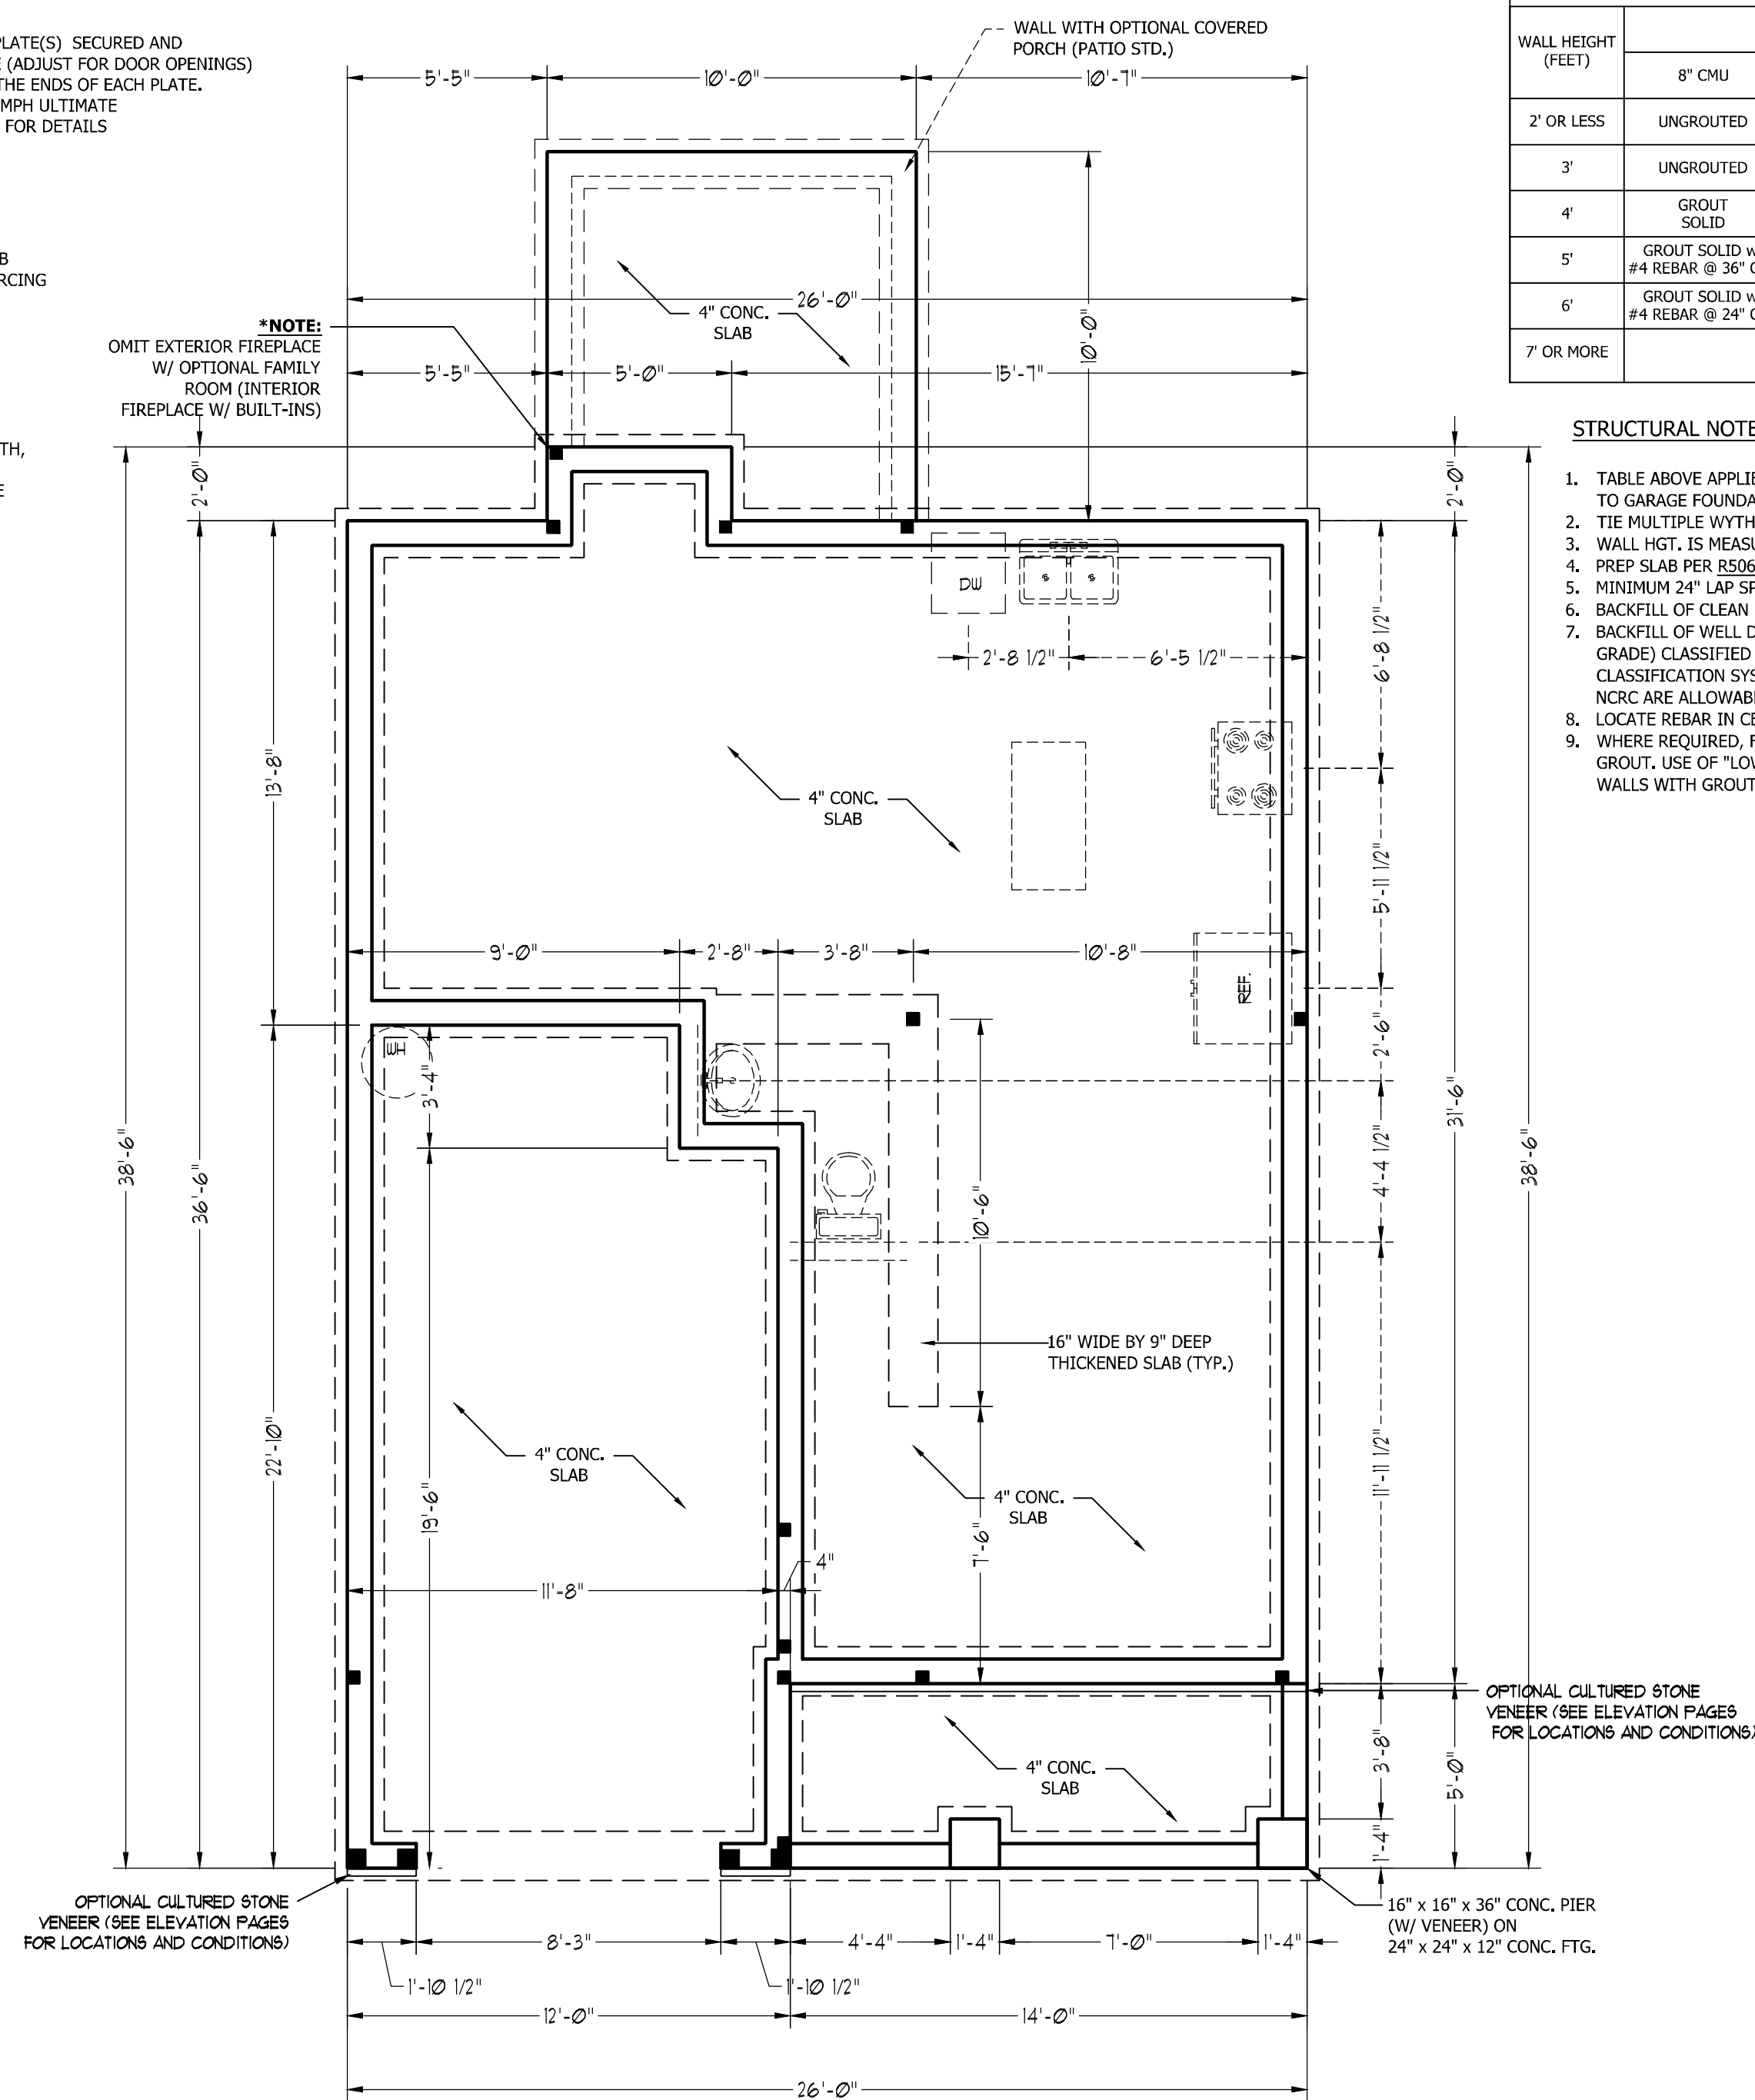 PLATE(S) SECURED AND
(ADJUST FOR DOOR OPENINGS)
THE ENDS OF EACH PLATE.
MPH ULTIMATE
FOR DETAILS
WALL WITH OPTIONAL COVERED
PORCH (PATIO STD.)
5'-5"
10'-0"
10'-7"
WALL HEIGHT
(FEET)
8" CMU
2' OR LESS
UNGROUTED
3'
UNGROUTED
4'
GROUT
SOLID
5'
GROUT SOLID w
#4 REBAR @ 36"
6'
GROUT SOLID w
#4 REBAR @ 24"
7' OR MORE
*NOTE:
OMIT EXTERIOR FIREPLACE
W/ OPTIONAL FAMILY
ROOM (INTERIOR
FIREPLACE W/ BUILT-INS)
4" CONC.
SLAB
26'-0"
10'-0"
5'-5"
5'-0"
15'-7"
2'-0"
2'-0"
STRUCTURAL NOTE
1. TABLE ABOVE APPLIE
TO GARAGE FOUNDA
2. TIE MULTIPLE WYTH
3. WALL HGT. IS MEASU
4. PREP SLAB PER R506
5. MINIMUM 24" LAP SP
6. BACKFILL OF CLEAN
7. BACKFILL OF WELL D
GRADE) CLASSIFIED
CLASSIFICATION SYS
NCRC ARE ALLOWAB
8. LOCATE REBAR IN CE
9. WHERE REQUIRED, F
GROUT. USE OF "LOW
WALLS WITH GROUT
DW
2'-8 1/2"
6'-5 1/2"
6'-8 1/2"
13'-8"
4" CONC.
SLAB
5'-11 1/2"
9'-0"
2'-8"
3'-8"
10'-8"
REF.
2'-6"
WH
3'-4"
38'-6"
36'-6"
31'-6"
38'-6"
4'-4 1/2"
10'-6"
16" WIDE BY 9" DEEP
THICKENED SLAB (TYP.)
22'-10"
19'-6"
4" CONC.
SLAB
11'-11 1/2"
4" CONC.
SLAB
7'-6"
4"
11'-8"
OPTIONAL CULTURED STONE
VENEER (SEE ELEVATION PAGES
FOR LOCATIONS AND CONDITIONS)
4" CONC.
SLAB
3'-8"
5'-0"
1'-4"
OPTIONAL CULTURED STONE
VENEER (SEE ELEVATION PAGES
FOR LOCATIONS AND CONDITIONS)
16" x 16" x 36" CONC. PIER
(W/ VENEER) ON
24" x 24" x 12" CONC. FTG.
8'-3"
4'-4"
1'-4"
7'-0"
1'-4"
1'-10 1/2"
1'-10 1/2"
12'-0"
14'-0"
26'-0"